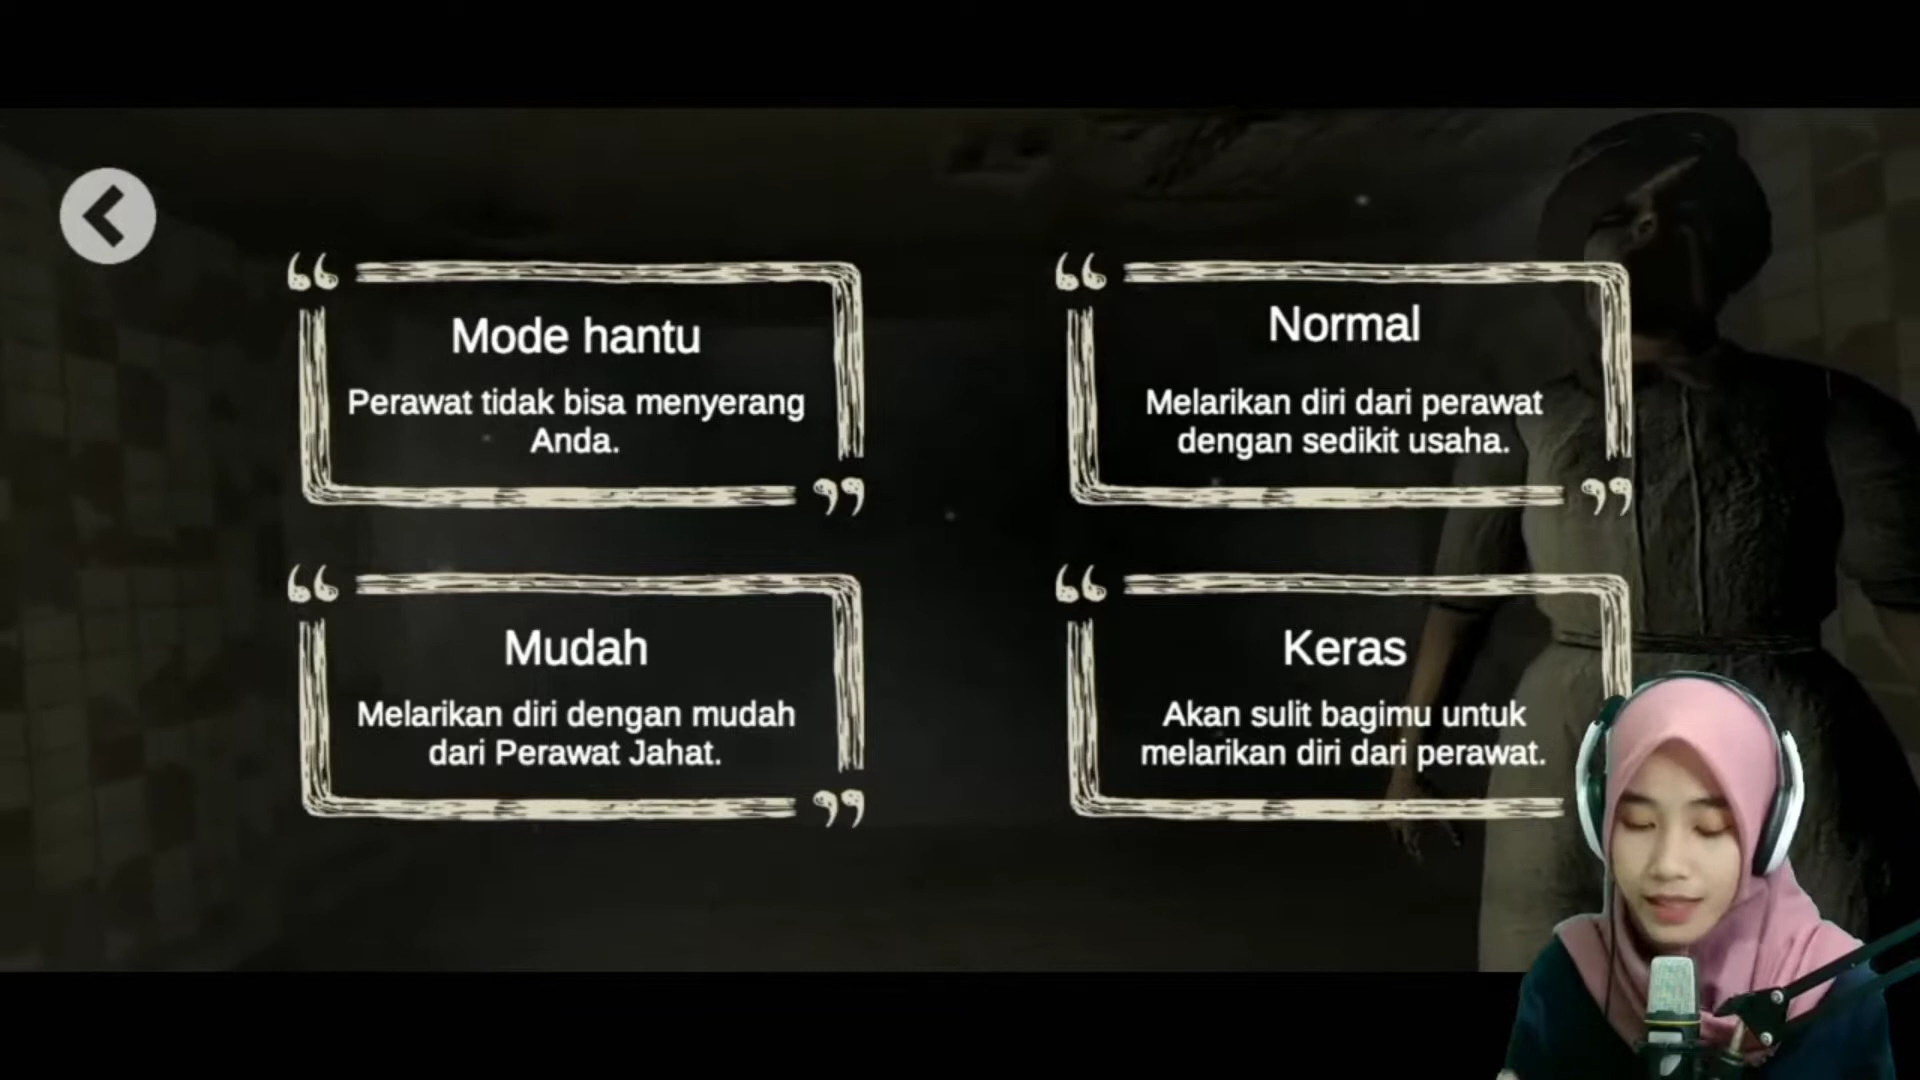 Mode hantu
Perawat tidak bisa menyerang
Anda.
Normal
Melarikan diri dari perawat
dengan sedikit usaha.
Mudah
Melarikan diri dengan mudah
dari Perawat Jahat.
Keras
Akan sulit bagimu untuk
melarikan diri dari perawat.